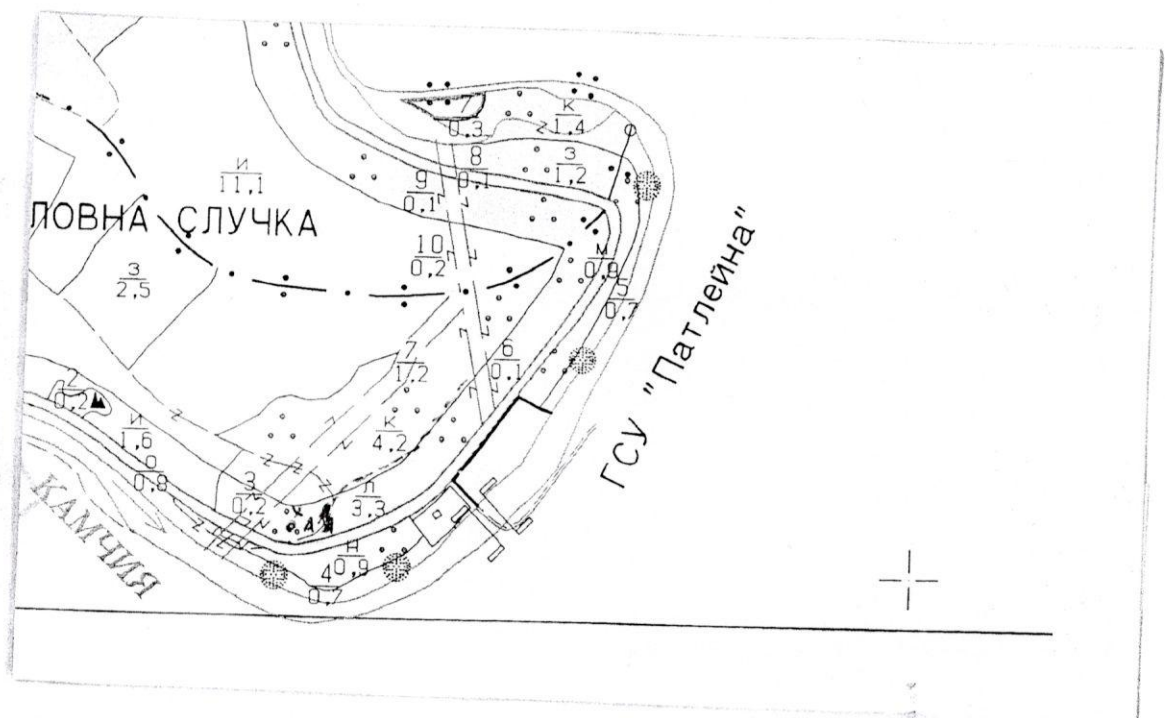 7
0,3
К
1,4
8
0,1
З
1,2
И
11,1
9
0,1
ЛОВНА СЛУЧКА
10
0,2
М
0,9
5
0,7
З
2,5
ГСУ "Патлейна"
7
1,2
6
0,1
2
0,2
И
1,6
К
4,2
О
0,8
З
0,2
Л
3,3
КАМЧИЯ
Н
0,9
4
0,7